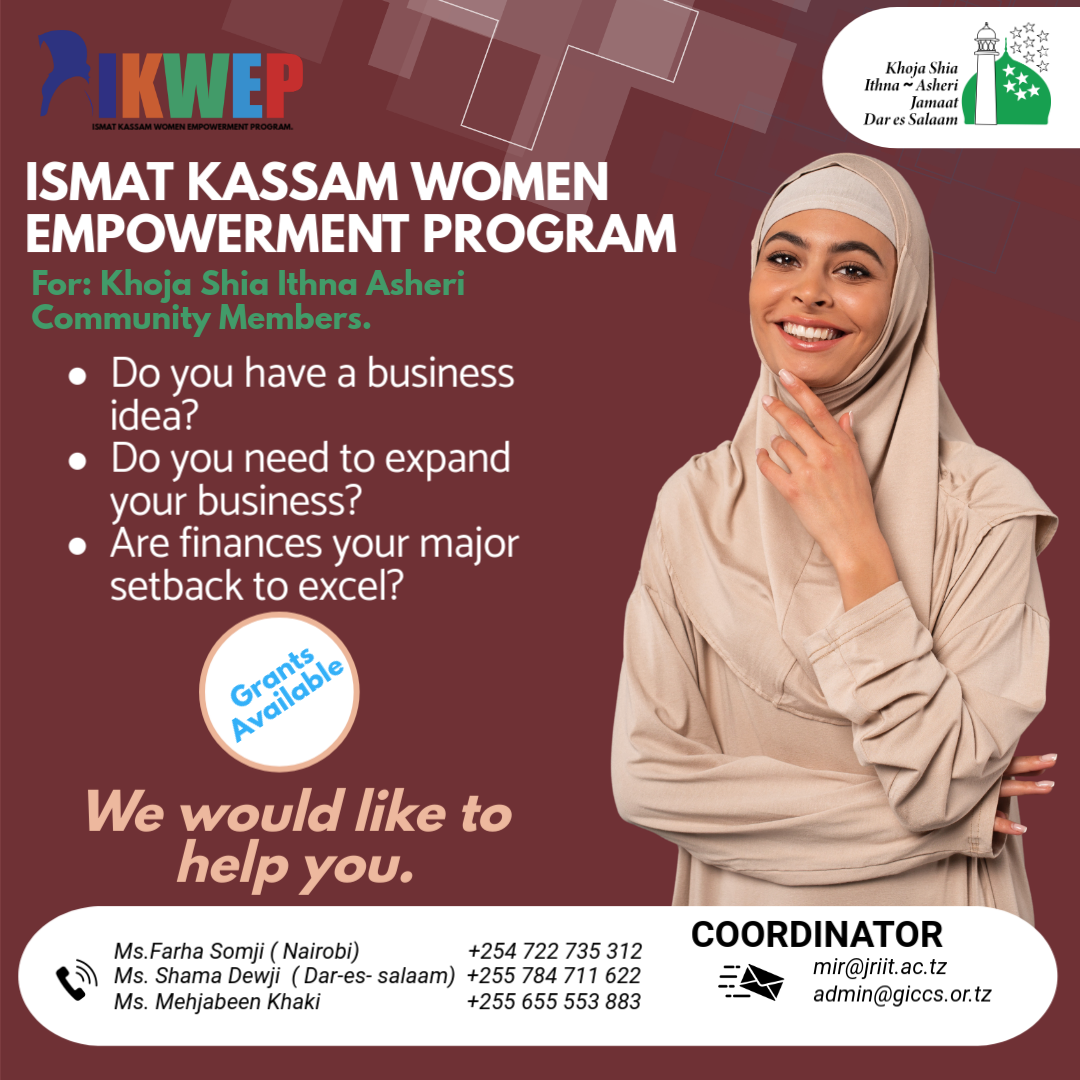 IKWEP
ISMAT KASSAM WOMEN EMPOWERMENT PROGRAM.
Khoja Shia
Ithna ~ Asheri
Jamaat
Dar es Salaam
ISMAT KASSAM WOMEN
EMPOWERMENT PROGRAM
For: Khoja Shia Ithna Asheri
Community Members.
• Do you have a business
idea?
• Do you need to expand
your business?
• Are finances your major
setback to excel?
Grants
Available
We would like to
help you.
Ms.Farha Somji ( Nairobi) +254 722 735 312
Ms. Shama Dewji ( Dar-es- salaam) +255 784 711 622
Ms. Mehjabeen Khaki +255 655 553 883
COORDINATOR
mir@jriit.ac.tz
admin@giccs.or.tz